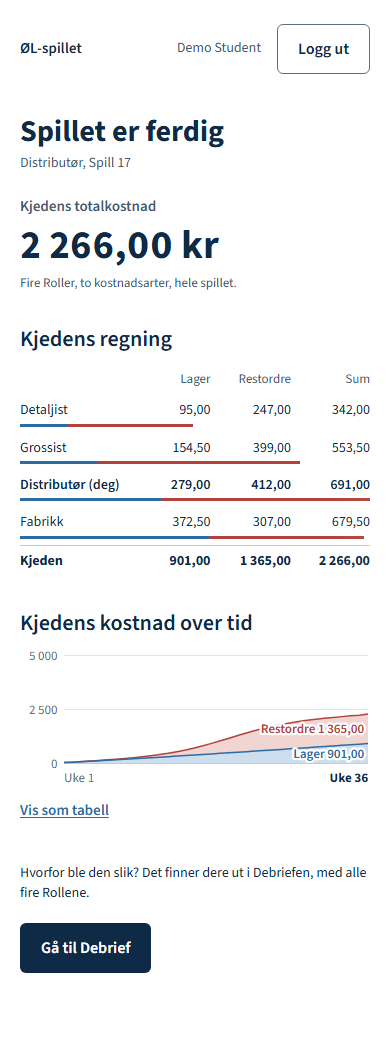 ØL-spillet
Demo Student
Logg ut
Spillet er ferdig
Distributør, Spill 17
Kjedens totalkostnad
2 266,00 kr
Fire Roller, to kostnadsarter, hele spillet.
Kjedens regning
Lager Restordre Sum
Detaljist 95,00 247,00 342,00
Grossist 154,50 399,00 553,50
Distributør (deg) 279,00 412,00 691,00
Fabrikk 372,50 307,00 679,50
Kjeden 901,00 1 365,00 2 266,00
Kjedens kostnad over tid
5 000
2 500
Restordre 1 365,00
Lager 901,00
0
Uke 1 Uke 36
Vis som tabell
Hvorfor ble den slik? Det finner dere ut i Debriefen, med alle
fire Rollene.
Gå til Debrief